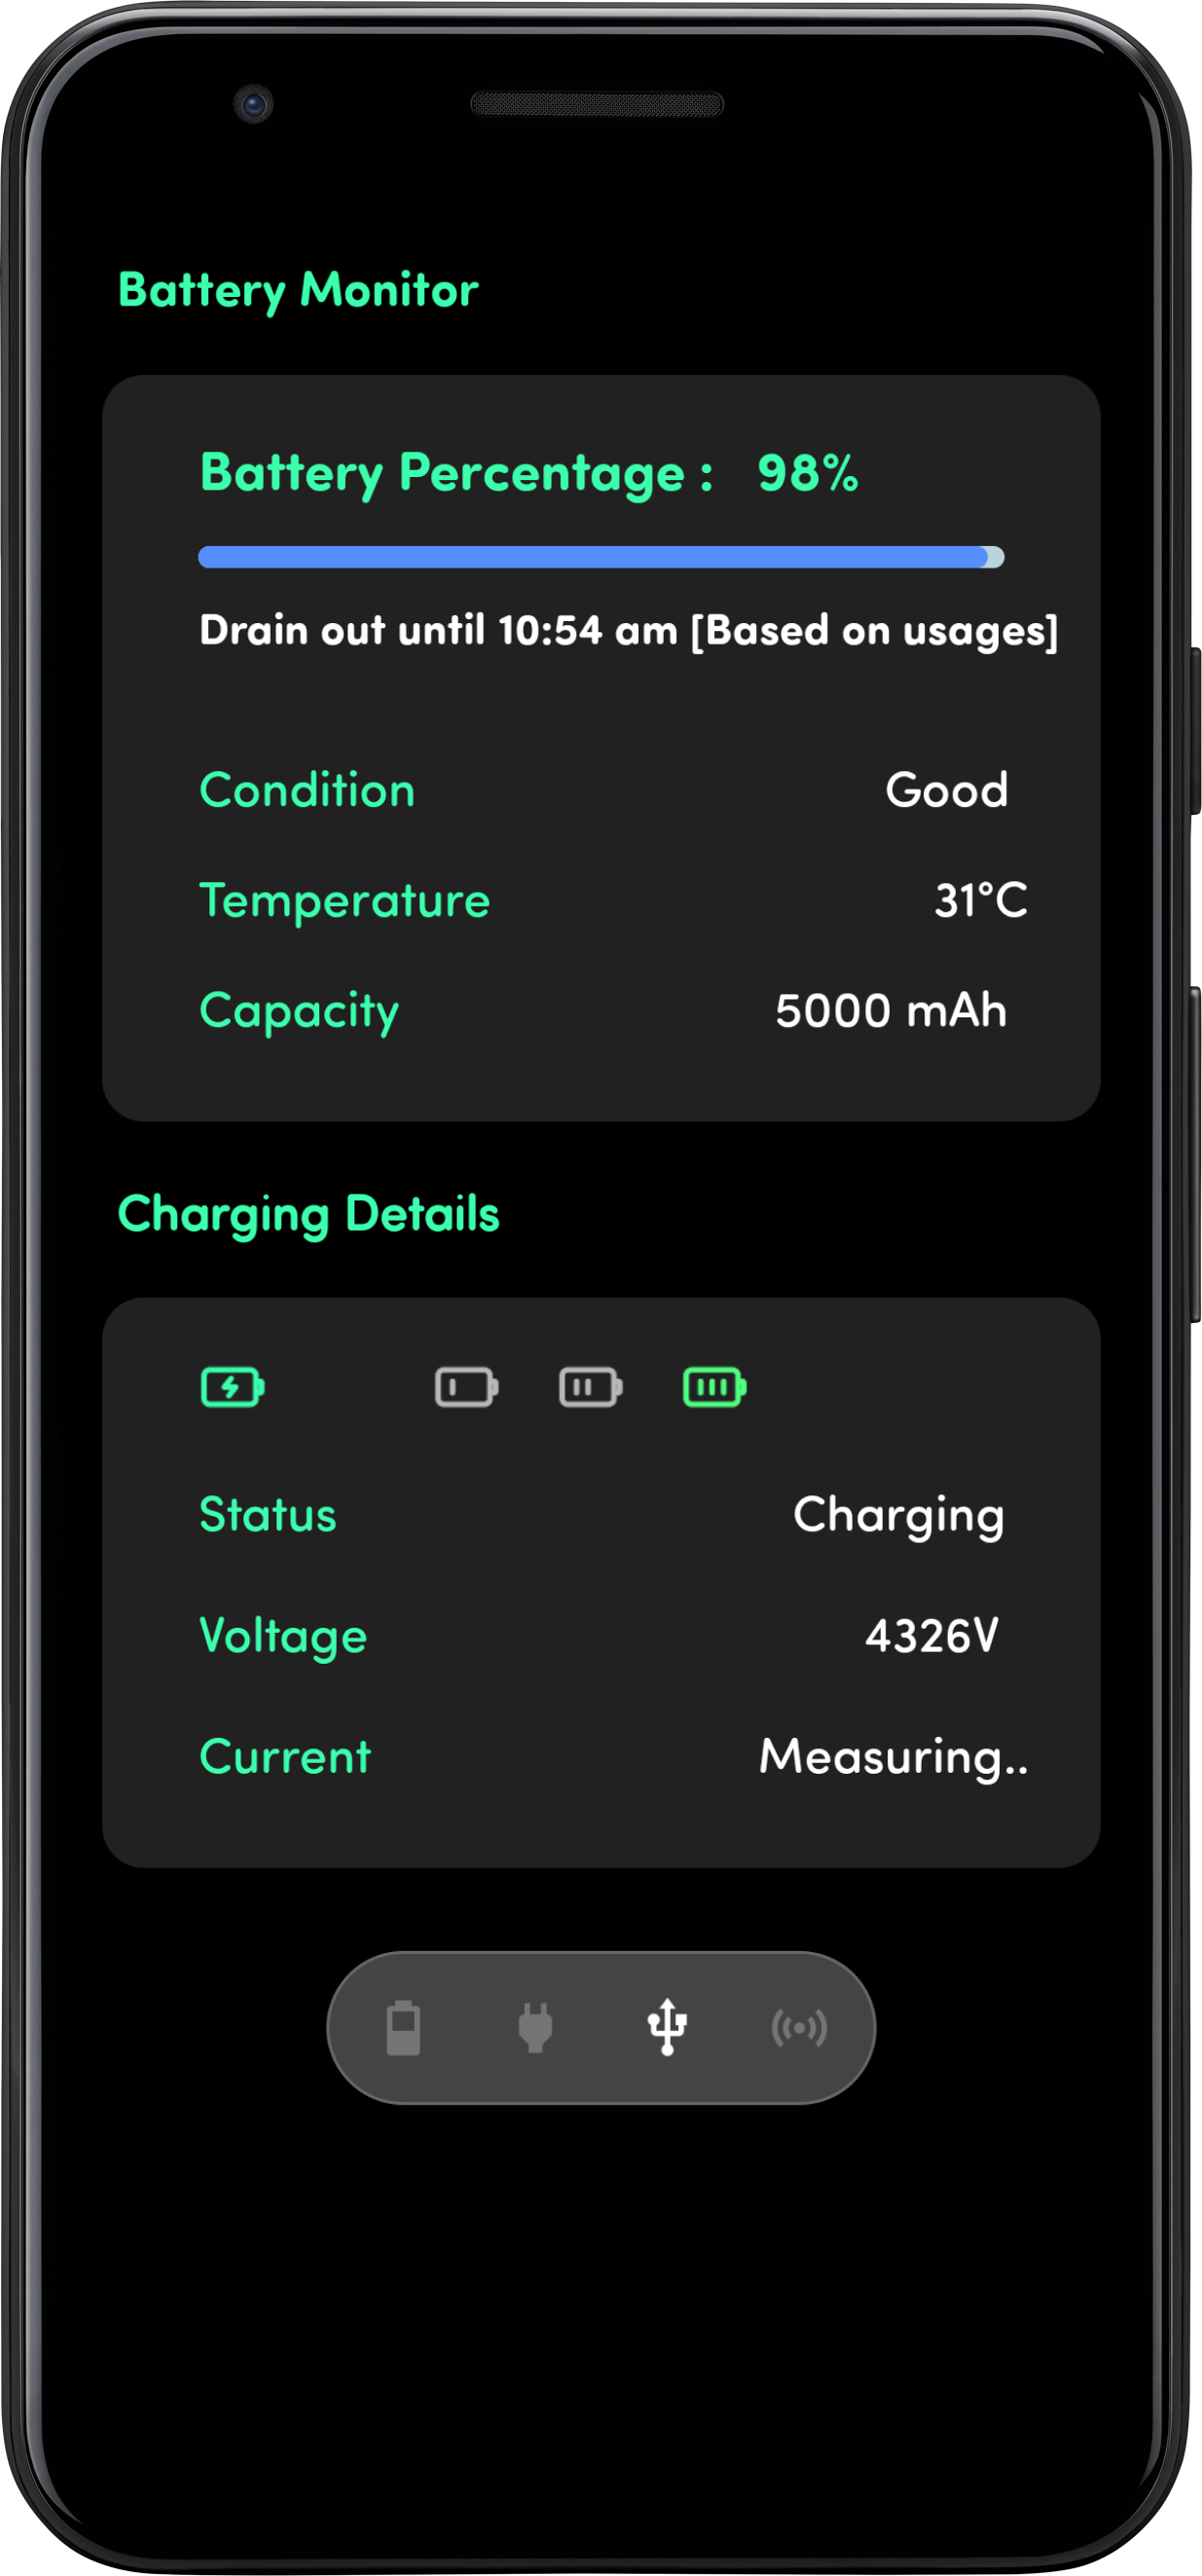 Battery Monitor
Battery Percentage : 98%
Drain out until 10:54 am [Based on usages]
Condition Good
Temperature 31°C
Capacity 5000 mAh
Charging Details
Status Charging
Voltage 4326V
Current Measuring..